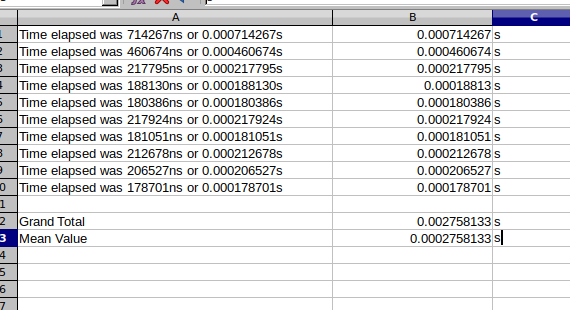 A B C
1 Time elapsed was 714267ns or 0.000714267s 0.000714267 s
2 Time elapsed was 460674ns or 0.000460674s 0.000460674 s
3 Time elapsed was 217795ns or 0.000217795s 0.000217795 s
4 Time elapsed was 188130ns or 0.000188130s 0.00018813 s
5 Time elapsed was 180386ns or 0.000180386s 0.000180386 s
6 Time elapsed was 217924ns or 0.000217924s 0.000217924 s
7 Time elapsed was 181051ns or 0.000181051s 0.000181051 s
8 Time elapsed was 212678ns or 0.000212678s 0.000212678 s
9 Time elapsed was 206527ns or 0.000206527s 0.000206527 s
0 Time elapsed was 178701ns or 0.000178701s 0.000178701 s
1
2 Grand Total 0.002758133 s
3 Mean Value 0.0002758133 s
4
5
6
7